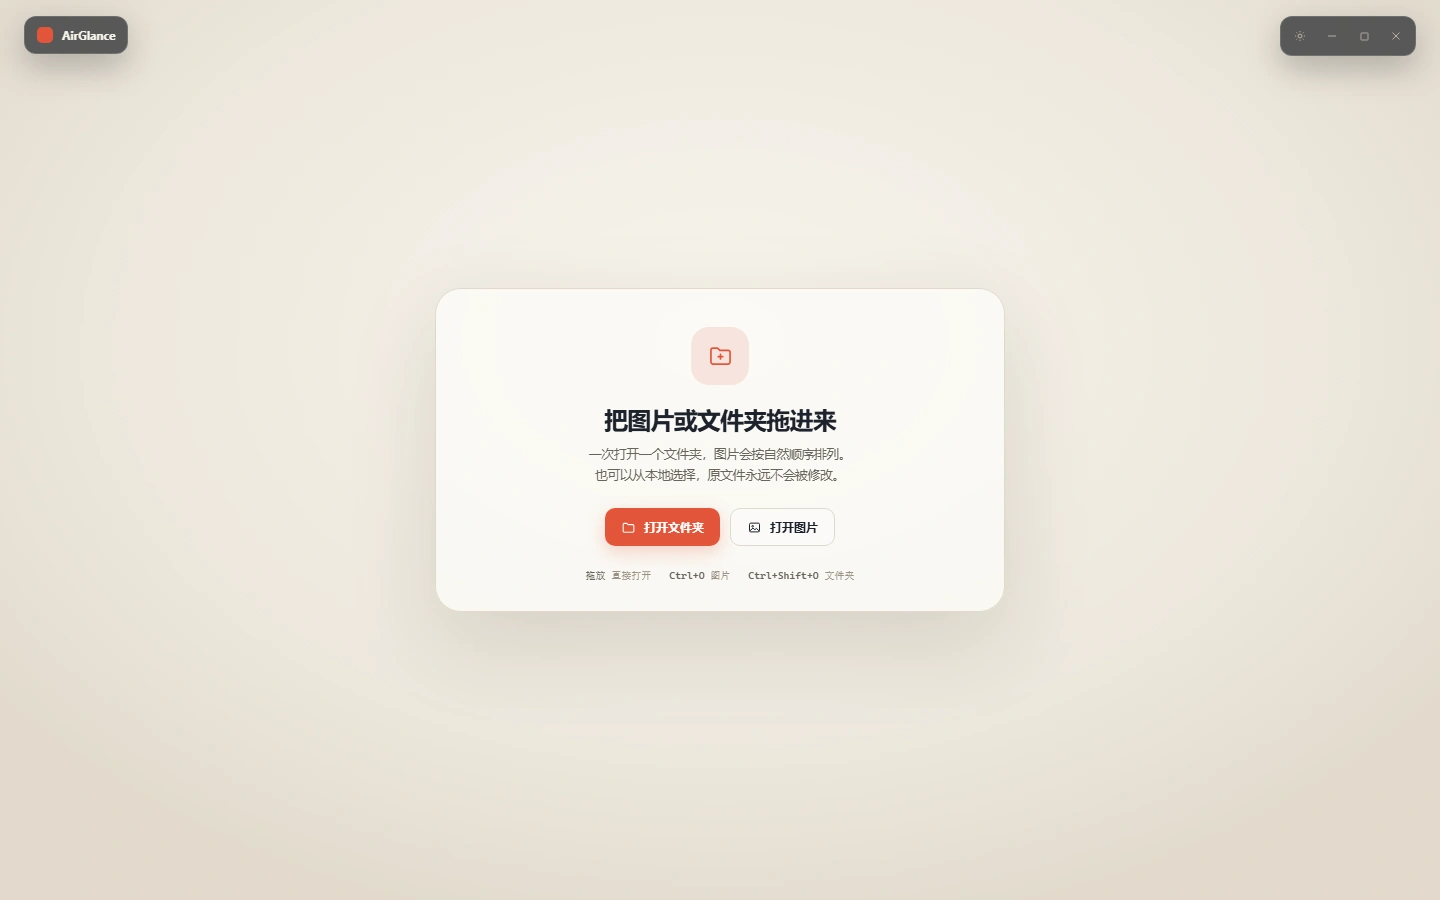 AirGlance
把图片或文件夹拖进来
一次打开一个文件夹，图片会按自然顺序排列。
也可以从本地选择，原文件永远不会被修改。
打开文件夹 打开图片
拖放 直接打开 Ctrl+O 图片 Ctrl+Shift+O 文件夹